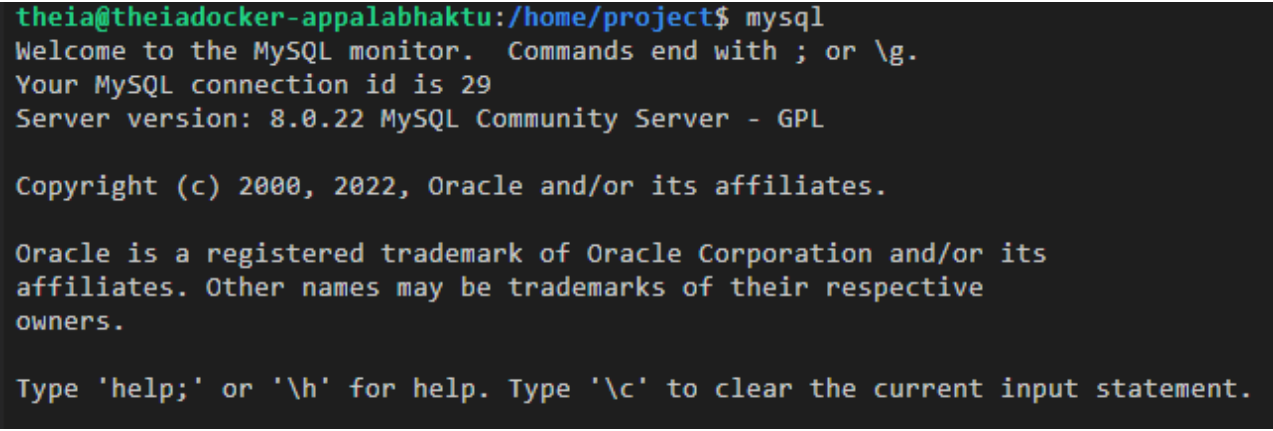 theia@theiadocker-appalabhaktu:/home/project$ mysql
Welcome to the MySQL monitor.  Commands end with ; or \g.
Your MySQL connection id is 29
Server version: 8.0.22 MySQL Community Server - GPL
Copyright (c) 2000, 2022, Oracle and/or its affiliates.
Oracle is a registered trademark of Oracle Corporation and/or its
affiliates. Other names may be trademarks of their respective
owners.
Type 'help;' or '\h' for help. Type '\c' to clear the current input statement.